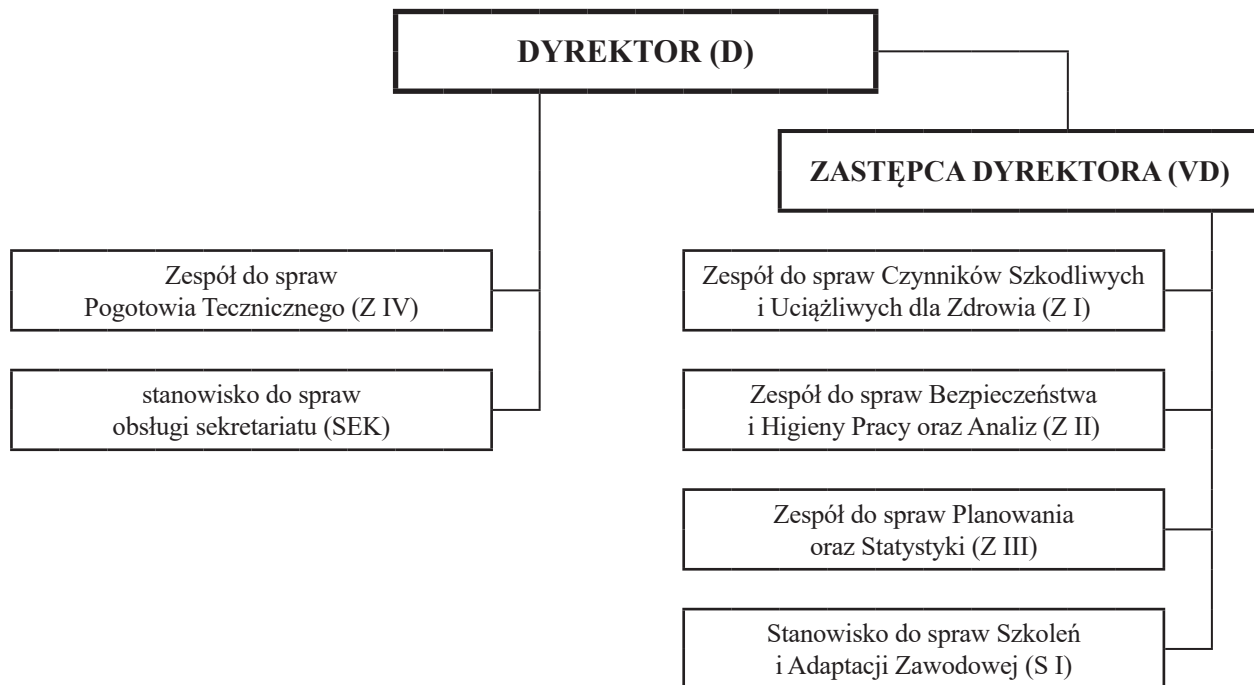 DYREKTOR (D)
ZASTĘPCA DYREKTORA (VD)
Zespół do spraw
Pogotowia Tecznicznego (Z IV)
stanowisko do spraw
obsługi sekretariatu (SEK)
Zespół do spraw Czynników Szkodliwych
i Uciążliwych dla Zdrowia (Z I)
Zespół do spraw Bezpieczeństwa
i Higieny Pracy oraz Analiz (Z II)
Zespół do spraw Planowania
oraz Statystyki (Z III)
Stanowisko do spraw Szkoleń
i Adaptacji Zawodowej (S I)